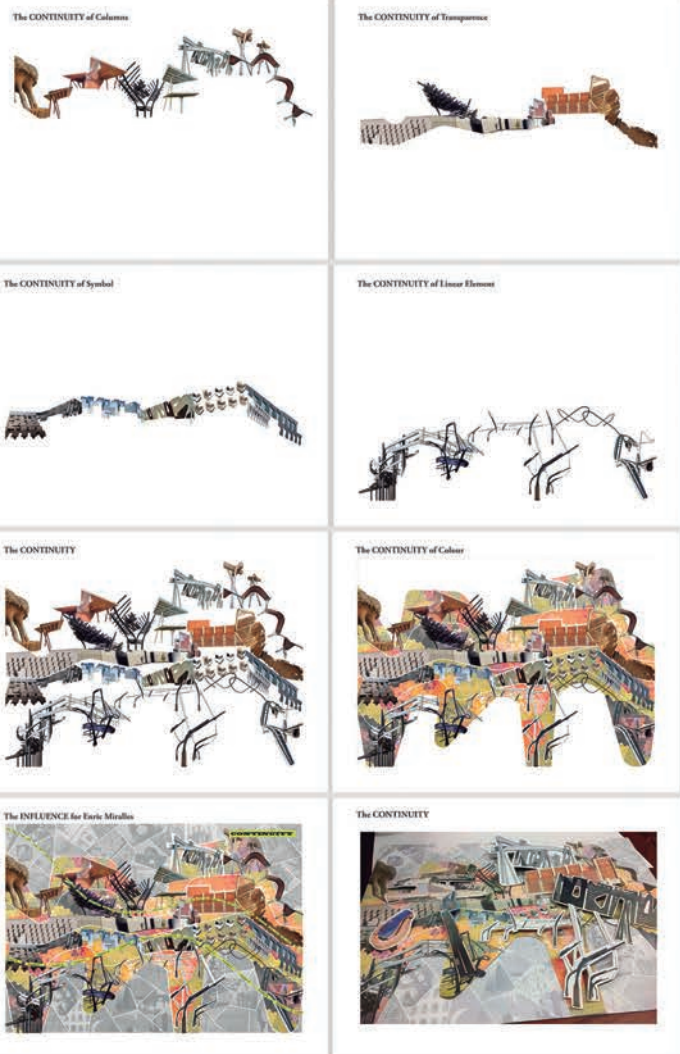 The CONTINUITY of Columns
The CONTINUITY of Transparence
The CONTINUITY of Symbol
The CONTINUITY of Linear Element
The CONTINUITY
The CONTINUITY of Colour
The INFLUENCE for Enric Miralles
CONTINUITY
The CONTINUITY